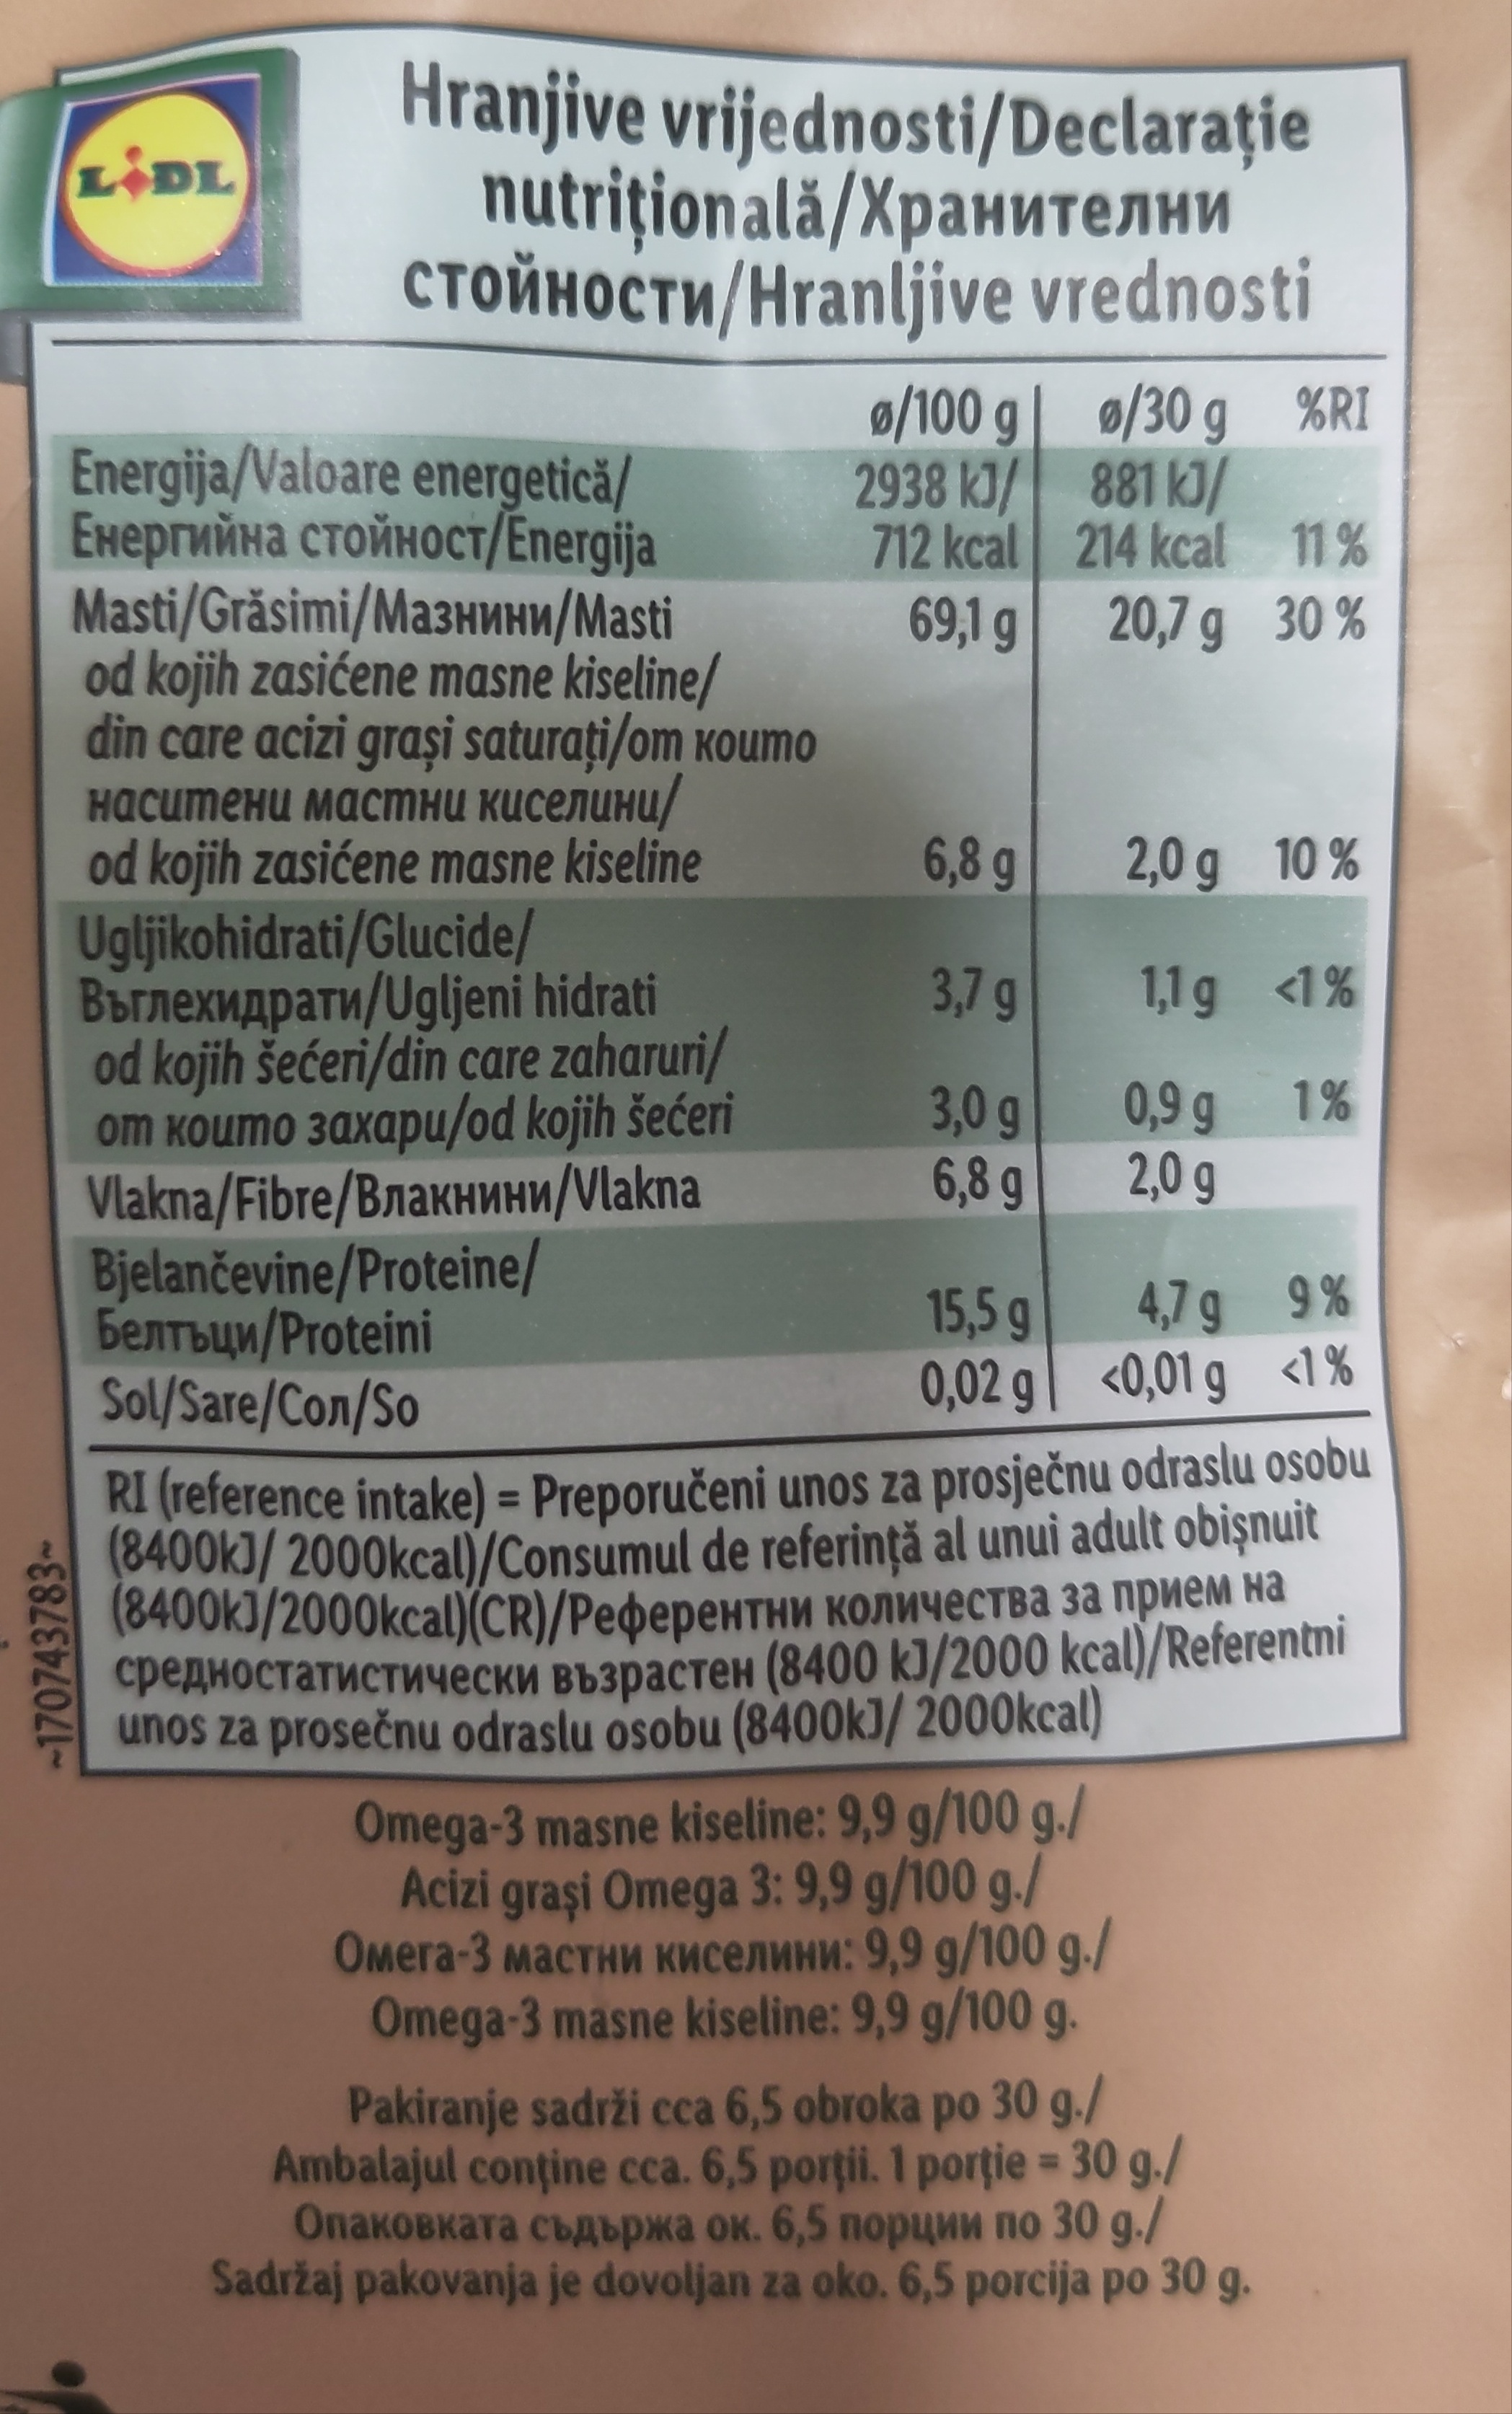 LIDL
Hranjive vrijednosti/Declarație
nutrițională/Хранителни
стойности/Hranljive vrednosti
ø/100 g ø/30 g %RI
Energija/Valoare energetică/ 2938 kJ/ 881 kJ/
Енергийна стойност/Energija 712 kcal 214 kcal 11 %
Masti/Grăsimi/Мазнини/Masti 69,1 g 20,7 g 30 %
od kojih zasićene masne kiseline/
din care acizi grași saturați/от които
наситени мастни киселини/
od kojih zasićene masne kiseline 6,8 g 2,0 g 10 %
Ugljikohidrati/Glucide/
Въглехидрати/Ugljeni hidrati 3,7 g 1,1 g <1 %
od kojih šećeri/din care zaharuri/
от които захари/od kojih šećeri 3,0 g 0,9 g 1 %
Vlakna/Fibre/Влакнини/Vlakna 6,8 g 2,0 g
Bjelančevine/Proteine/
Белтъци/Proteini 15,5 g 4,7 g 9 %
Sol/Sare/Сол/So 0,02 g <0,01 g <1 %
RI (reference intake) = Preporučeni unos za prosječnu odraslu osobu
(8400kJ/ 2000kcal)/Consumul de referință al unui adult obișnuit
(8400kJ/2000kcal)(CR)/Референтни количества за прием на
средностатистически възрастен (8400 kJ/2000 kcal)/Referentni
unos za prosečnu odraslu osobu (8400kJ/ 2000kcal)
~170743783~
Omega-3 masne kiseline: 9,9 g/100 g./
Acizi grași Omega 3: 9,9 g/100 g./
Омега-3 мастни киселини: 9,9 g/100 g./
Omega-3 masne kiseline: 9,9 g/100 g.
Pakiranje sadrži cca 6,5 obroka po 30 g./
Ambalajul conține cca. 6,5 porții. 1 porție = 30 g./
Опаковката съдържа ок. 6,5 порции по 30 g./
Sadržaj pakovanja je dovoljan za oko. 6,5 porcija po 30 g.